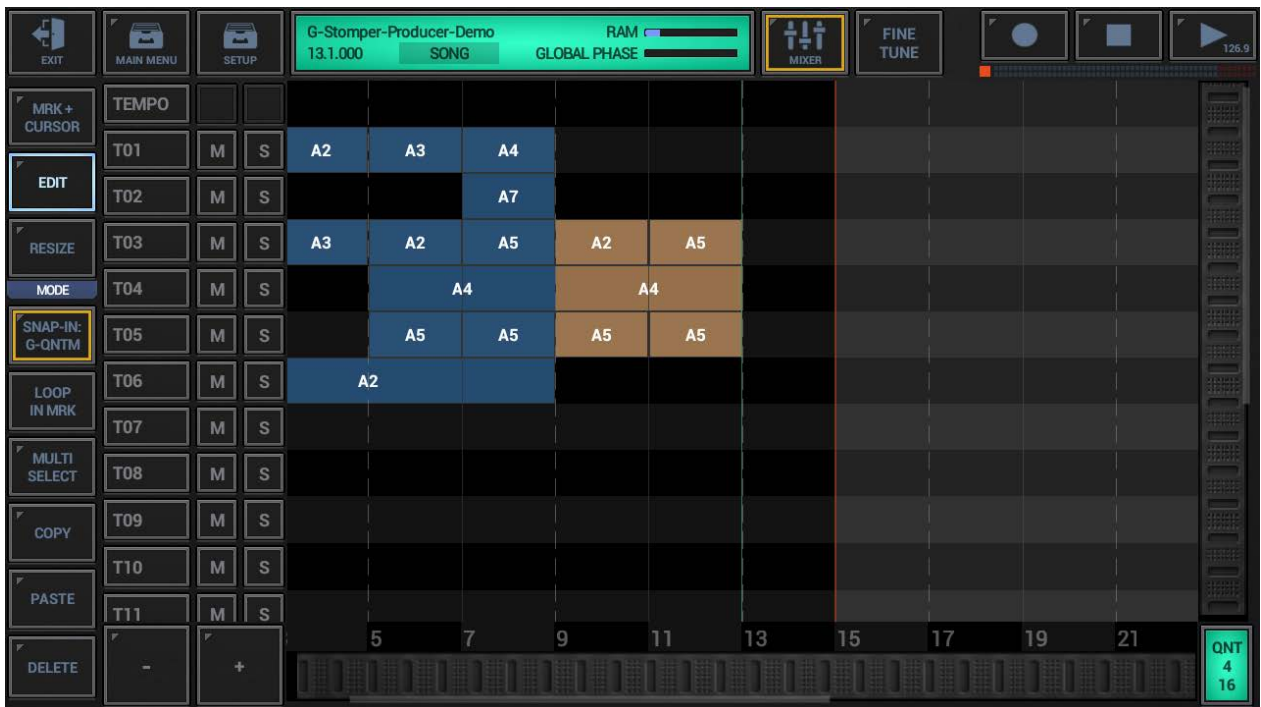 EXIT
MAIN MENU
SETUP
G-Stomper-Producer-Demo RAM
13.1.000 SONG GLOBAL PHASE
MIXER
FINE
TUNE
126.9
MRK +
CURSOR
EDIT
RESIZE
MODE
SNAP-IN:
G-QNTM
LOOP
IN MRK
MULTI
SELECT
COPY
PASTE
DELETE
TEMPO
T01 M S A2 A3 A4
T02 M S A7
T03 M S A3 A2 A5 A2 A5
T04 M S A4 A4
T05 M S A5 A5 A5 A5
T06 M S A2
T07 M S
T08 M S
T09 M S
T10 M S
T11 M S
- +
5 7 9 11 13 15 17 19 21
QNT
4
16